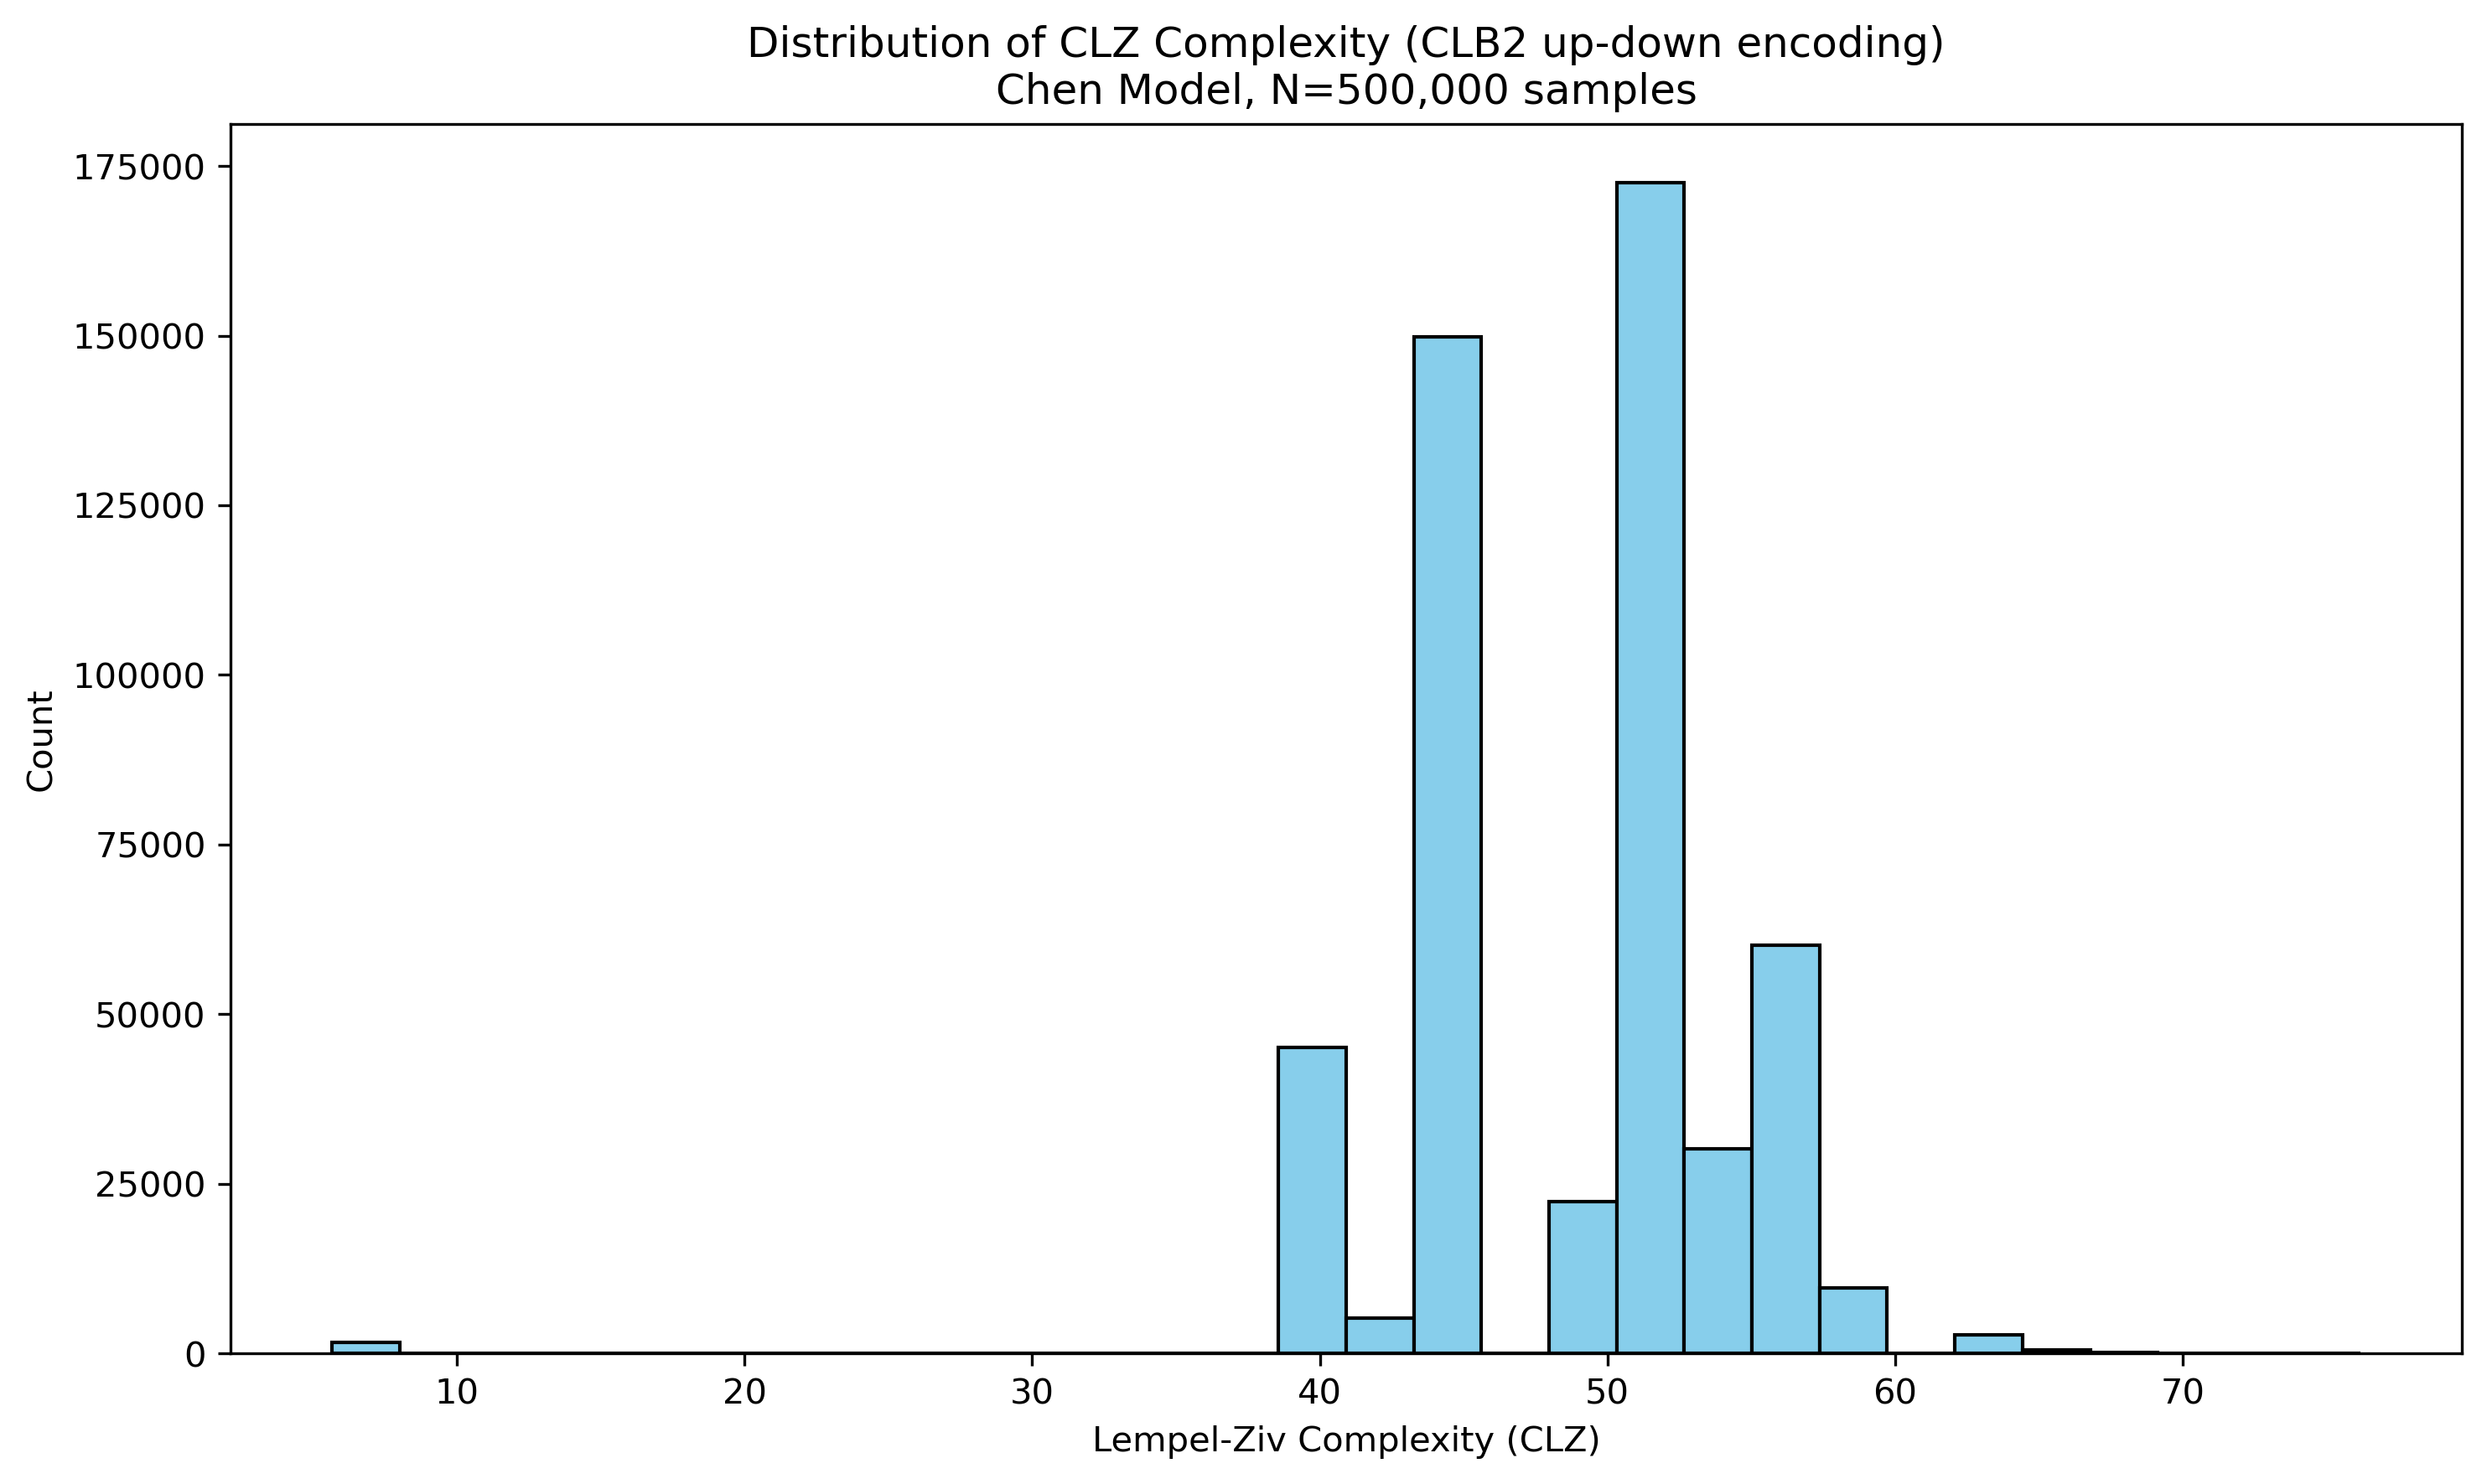 Distribution of CLZ Complexity (CLB2 up-down encoding)
Chen Model, N=500,000 samples
175000
150000
125000
100000
75000
50000
25000
0
Count
10 20 30 40 50 60 70
Lempel-Ziv Complexity (CLZ)